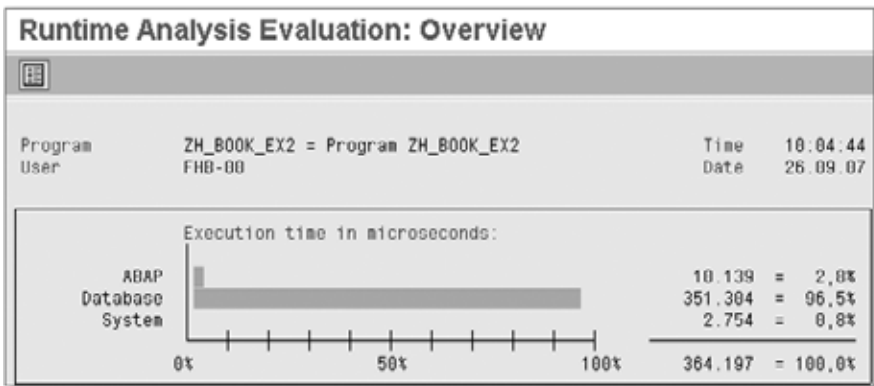 Runtime Analysis Evaluation: Overview
Program ZH_BOOK_EX2 = Program ZH_BOOK_EX2 Time 10:04:44
User FHB-00 Date 26.09.07
Execution time in microseconds:
ABAP 10.139 = 2,8%
Database 351.304 = 96,5%
System 2.754 = 0,8%
0% 50% 100% 364.197 = 100,0%